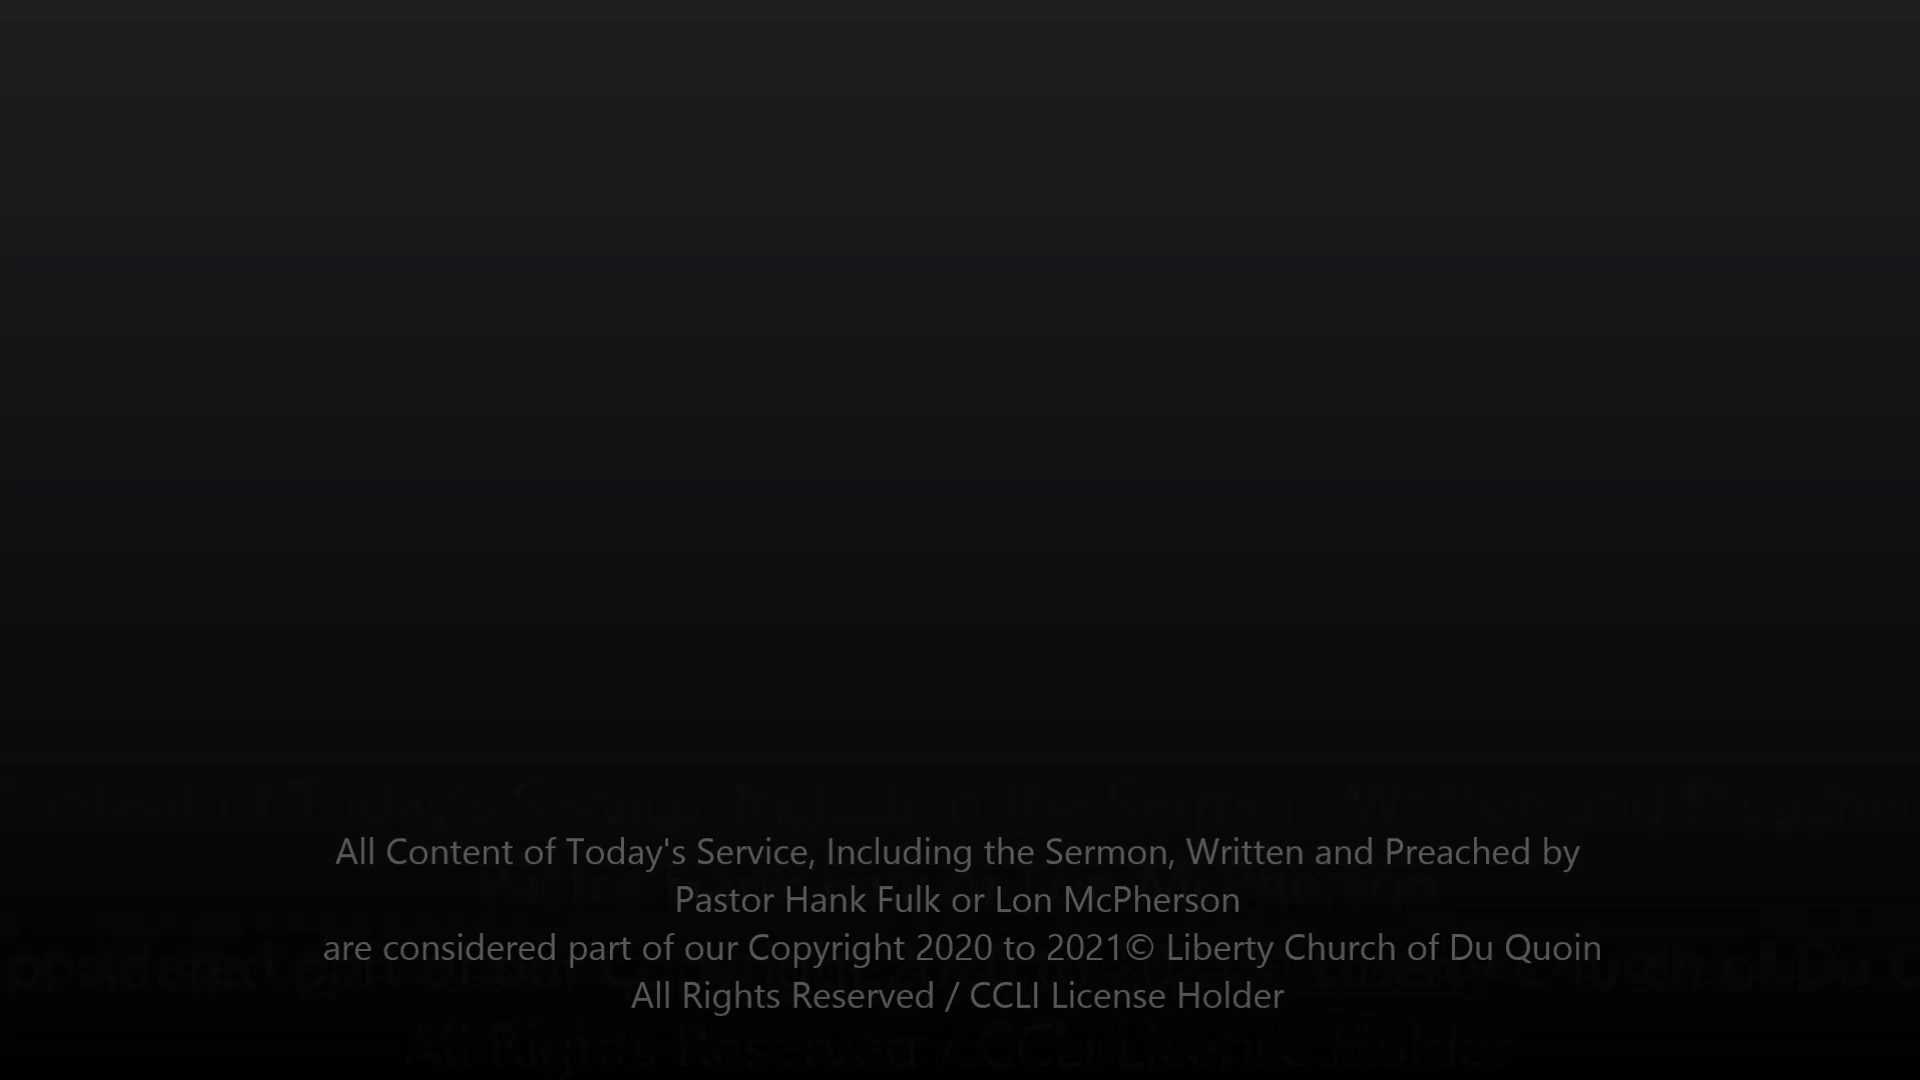 All Content of Today's Service, Including the Sermon, Written and Preached by
Pastor Hank Fulk or Lon McPherson
are considered part of our Copyright 2020 to 2021© Liberty Church of Du Quoin
All Rights Reserved / CCLI License Holder